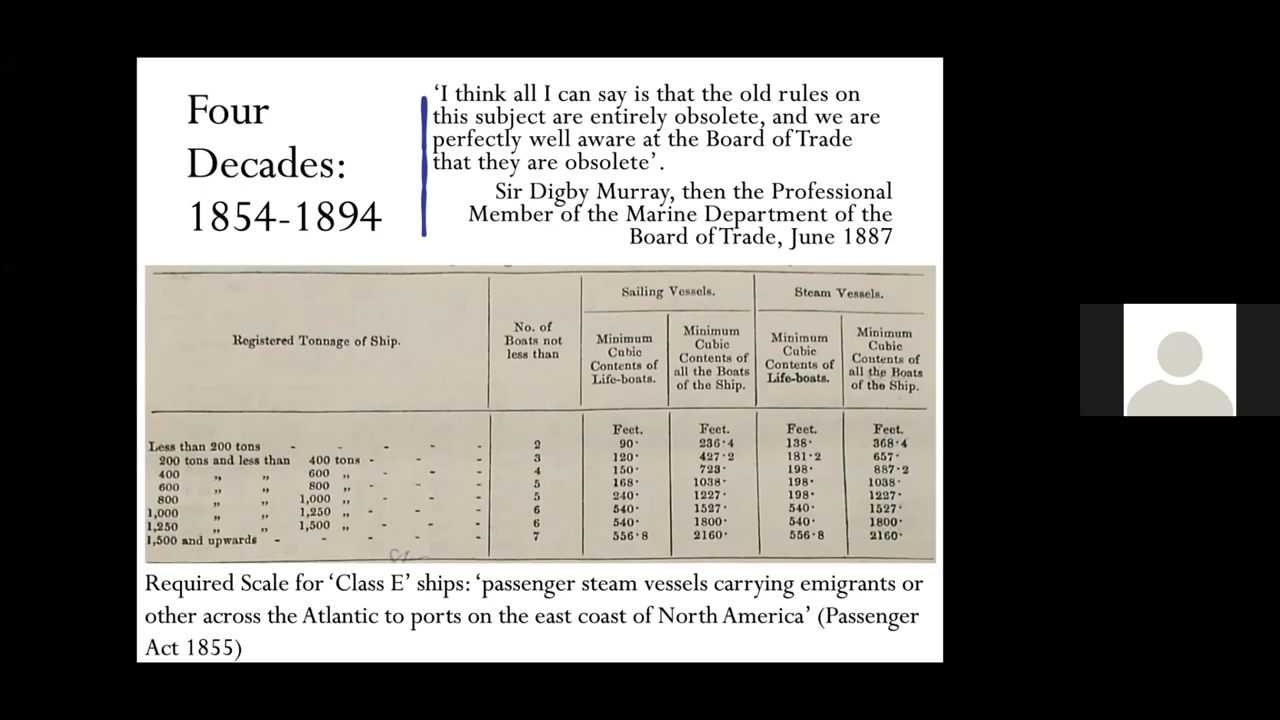 Four
Decades:
1854-1894
‘I think all I can say is that the old rules on
this subject are entirely obsolete, and we are
perfectly well aware at the Board of Trade
that they are obsolete’.
Sir Digby Murray, then the Professional
Member of the Marine Department of the
Board of Trade, June 1887
Registered Tonnage of Ship.
No. of
Boats not
less than
Sailing Vessels.
Steam Vessels.
Minimum
Cubic
Contents of
Life-boats.
Minimum
Cubic
Contents of
all the Boats
of the Ship.
Minimum
Cubic
Contents of
Life-boats.
Minimum
Cubic
Contents of
all the Boats
of the Ship.
Feet. Feet. Feet. Feet.
Less than 200 tons - - - - - 2 90· 236·4 138· 368·4
200 tons and less than 400 tons - - - 3 120· 427·2 181·2 657·
400 „ „ 600 „ - - - 4 150· 723· 198· 887·2
600 „ „ 800 „ - - - 5 168· 1038· 198· 1038·
800 „ „ 1,000 „ - - - 5 240· 1227· 198· 1227·
1,000 „ „ 1,250 „ - - - 6 540· 1527· 540· 1527·
1,250 „ „ 1,500 „ - - - 6 540· 1800· 540· 1800·
1,500 and upwards - - - - - 7 556·8 2160· 556·8 2160·
Required Scale for ‘Class E’ ships: ‘passenger steam vessels carrying emigrants or
other across the Atlantic to ports on the east coast of North America’ (Passenger
Act 1855)